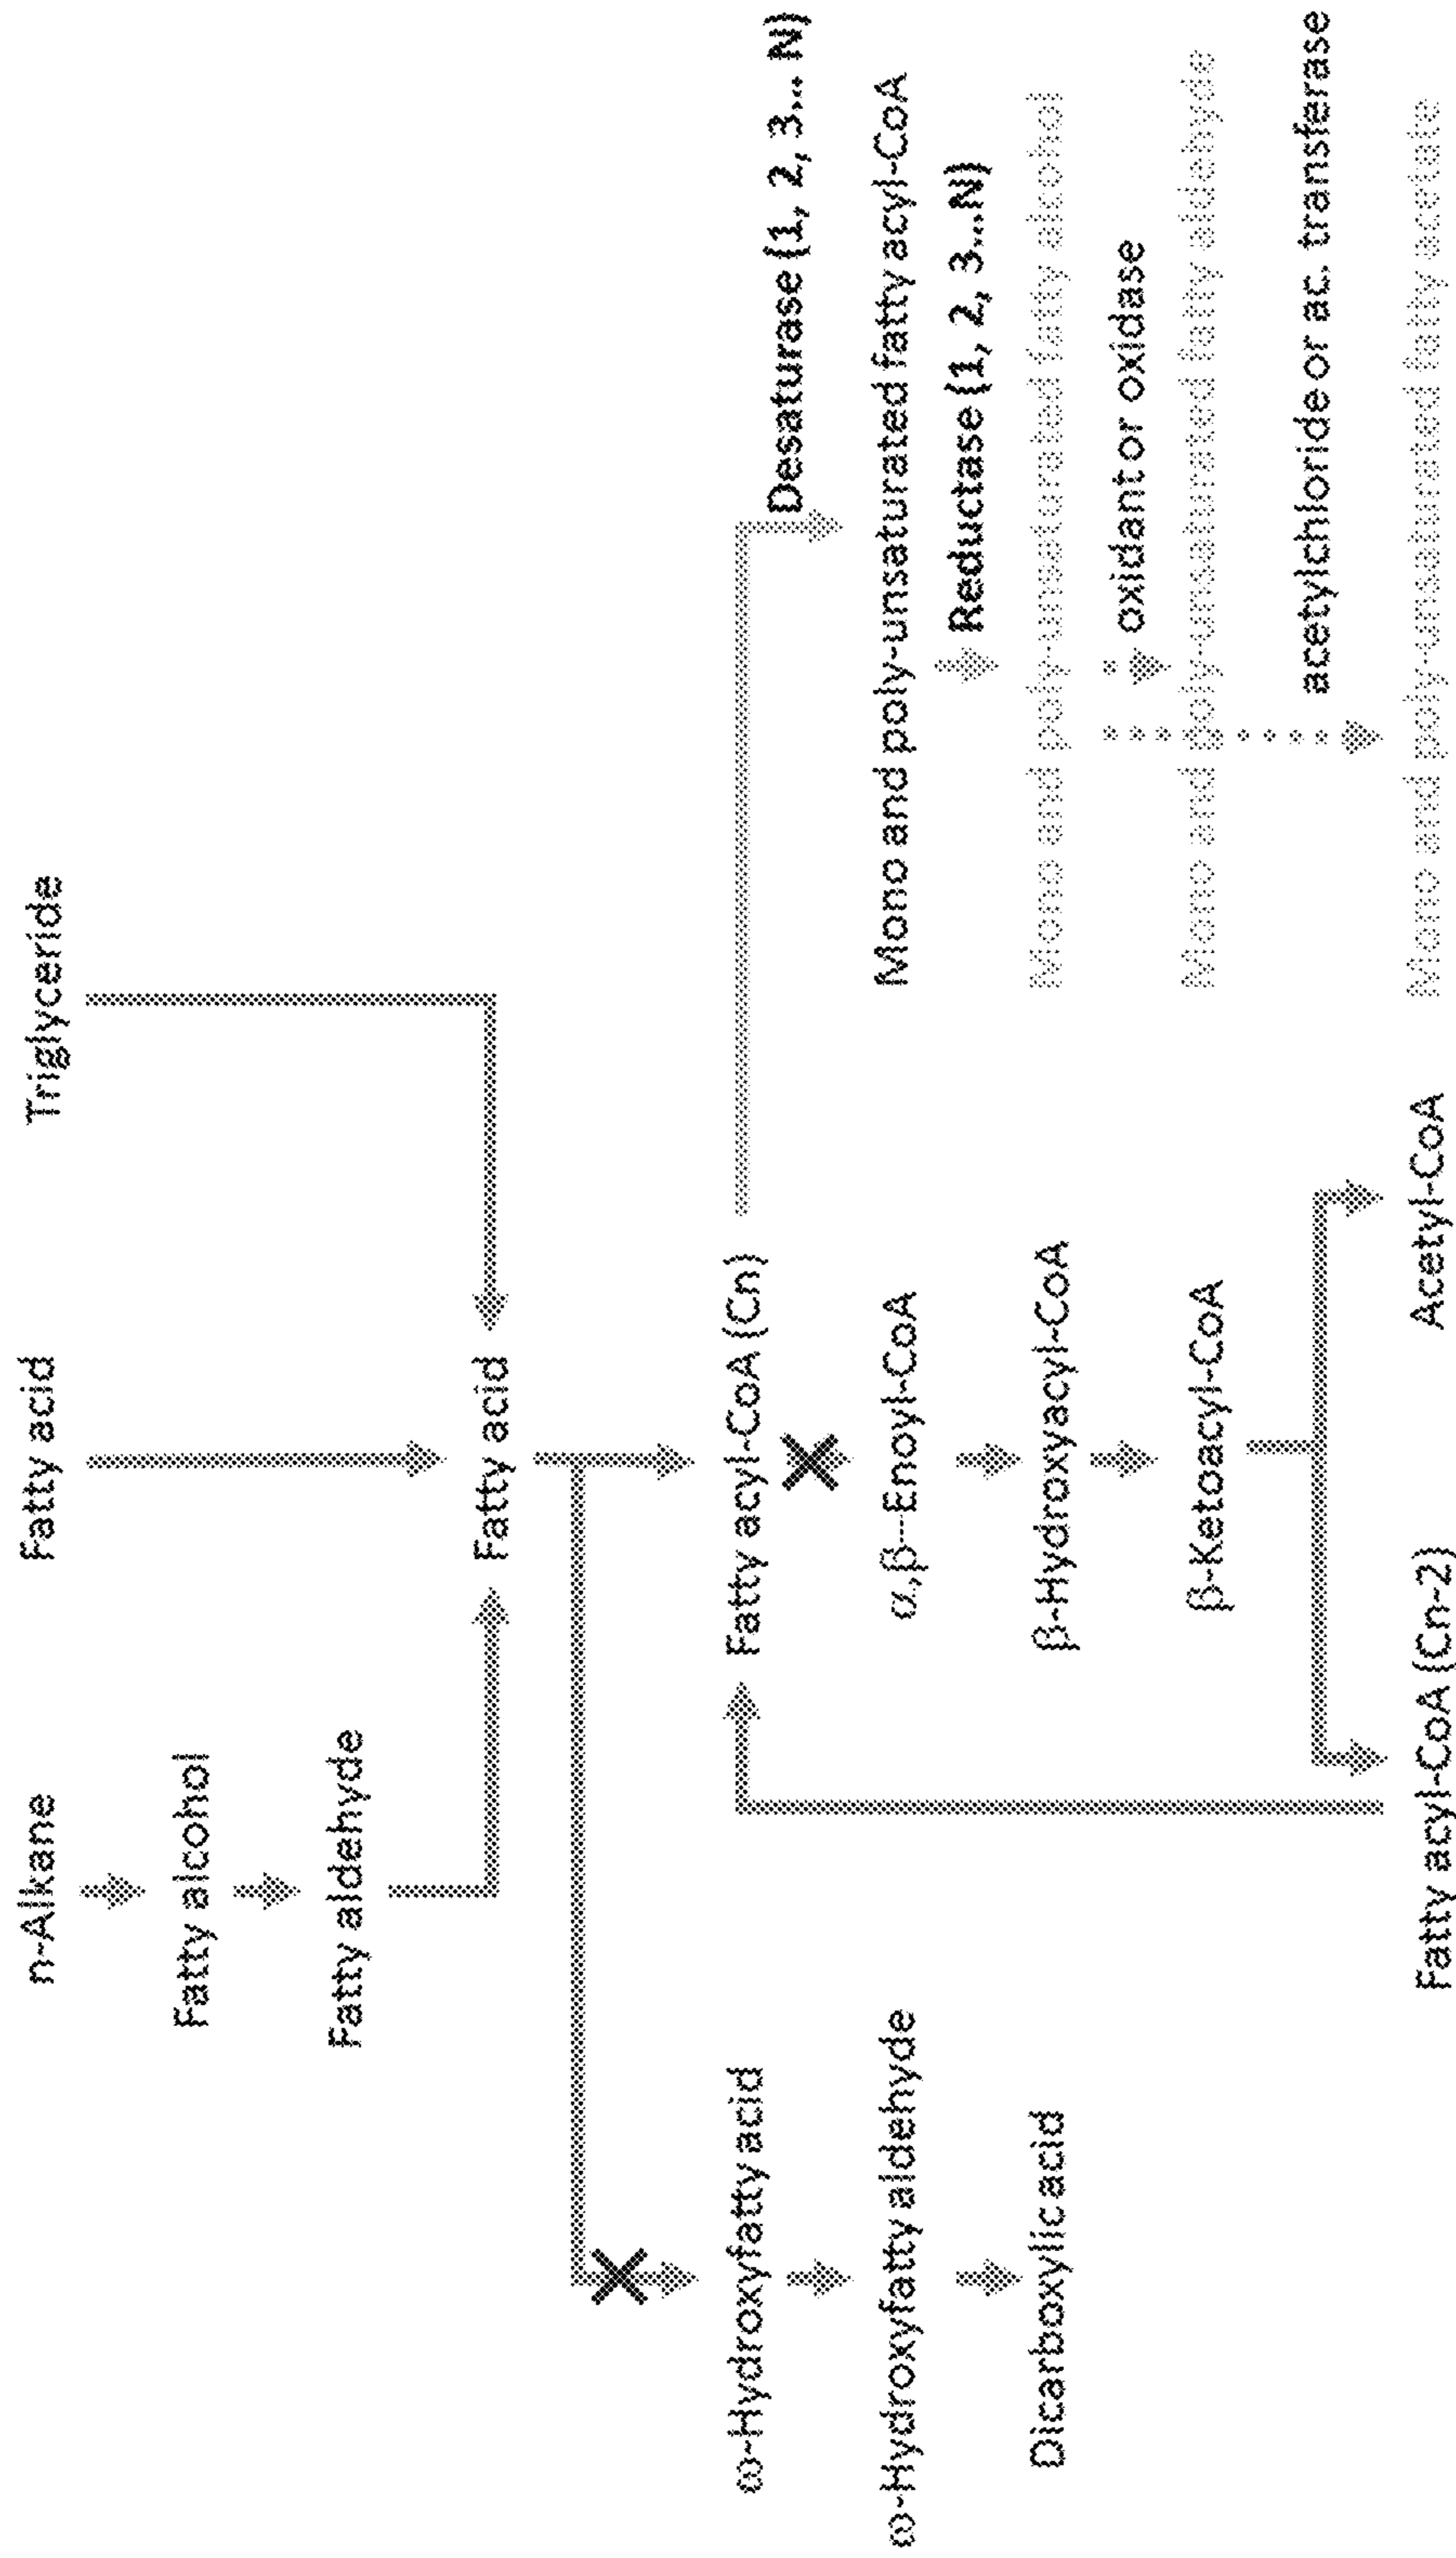 n-Alkane
Fatty acid
Triglyceride
Fatty alcohol
Fatty aldehyde
Fatty acid
ω-Hydroxyfatty acid
Fatty acyl-CoA (Cn)
Desaturase (1, 2, 3... N)
ω-Hydroxyfatty aldehyde
α,β---Enoyl-CoA
Mono and poly-unsaturated fatty acyl-CoA
Reductase (1, 2, 3...N)
Dicarboxylic acid
β-Hydroxyacyl-CoA
Mono and poly-unsaturated fatty alcohol
oxidant or oxidase
β-Ketoacyl-CoA
Mono and poly-unsaturated fatty aldehyde
acetylchloride or ac. transferase
Fatty acyl-CoA (Cn-2)
Acetyl-CoA
Mono and poly-unsaturated fatty acetate